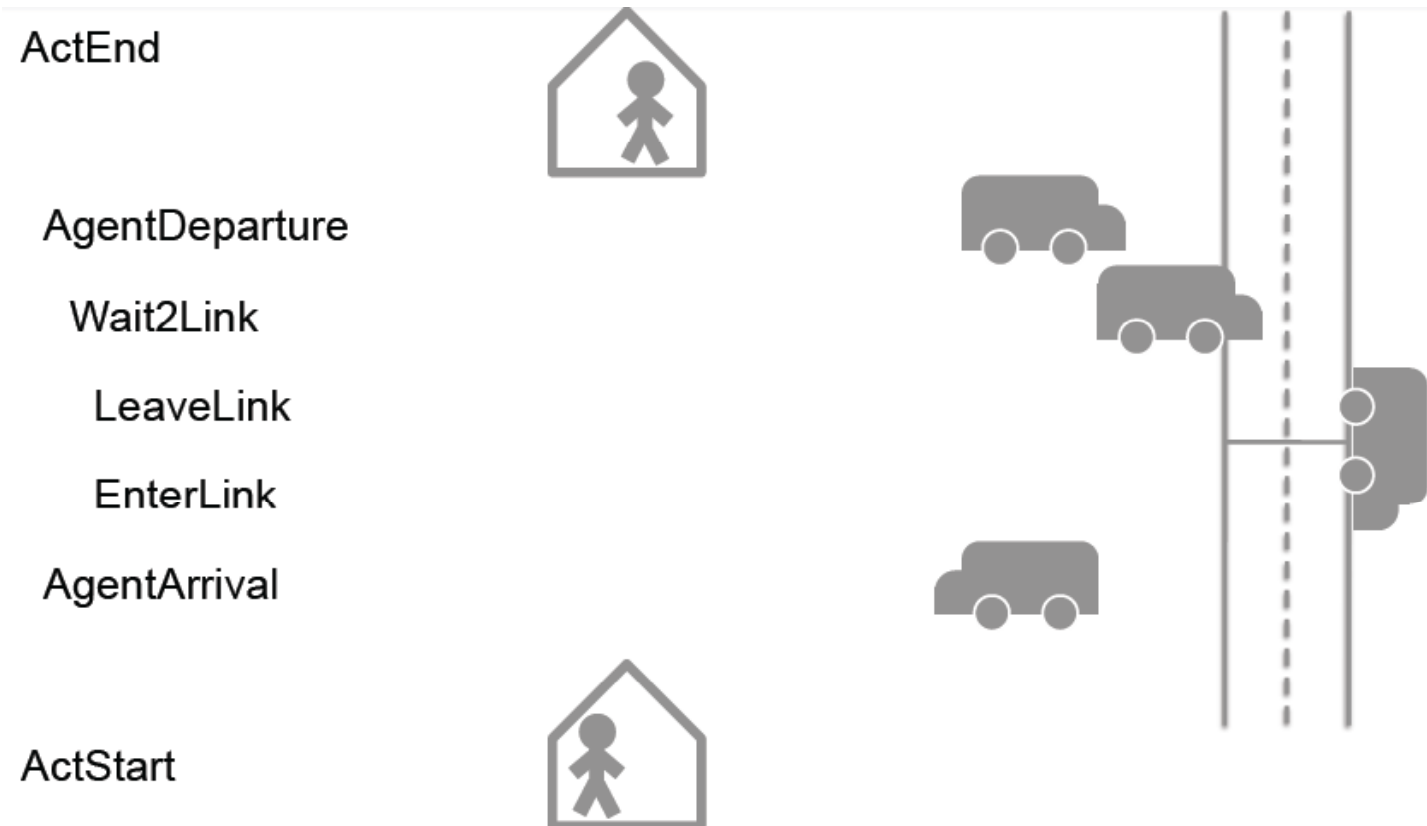 ActEnd
AgentDeparture
Wait2Link
LeaveLink
EnterLink
AgentArrival
ActStart